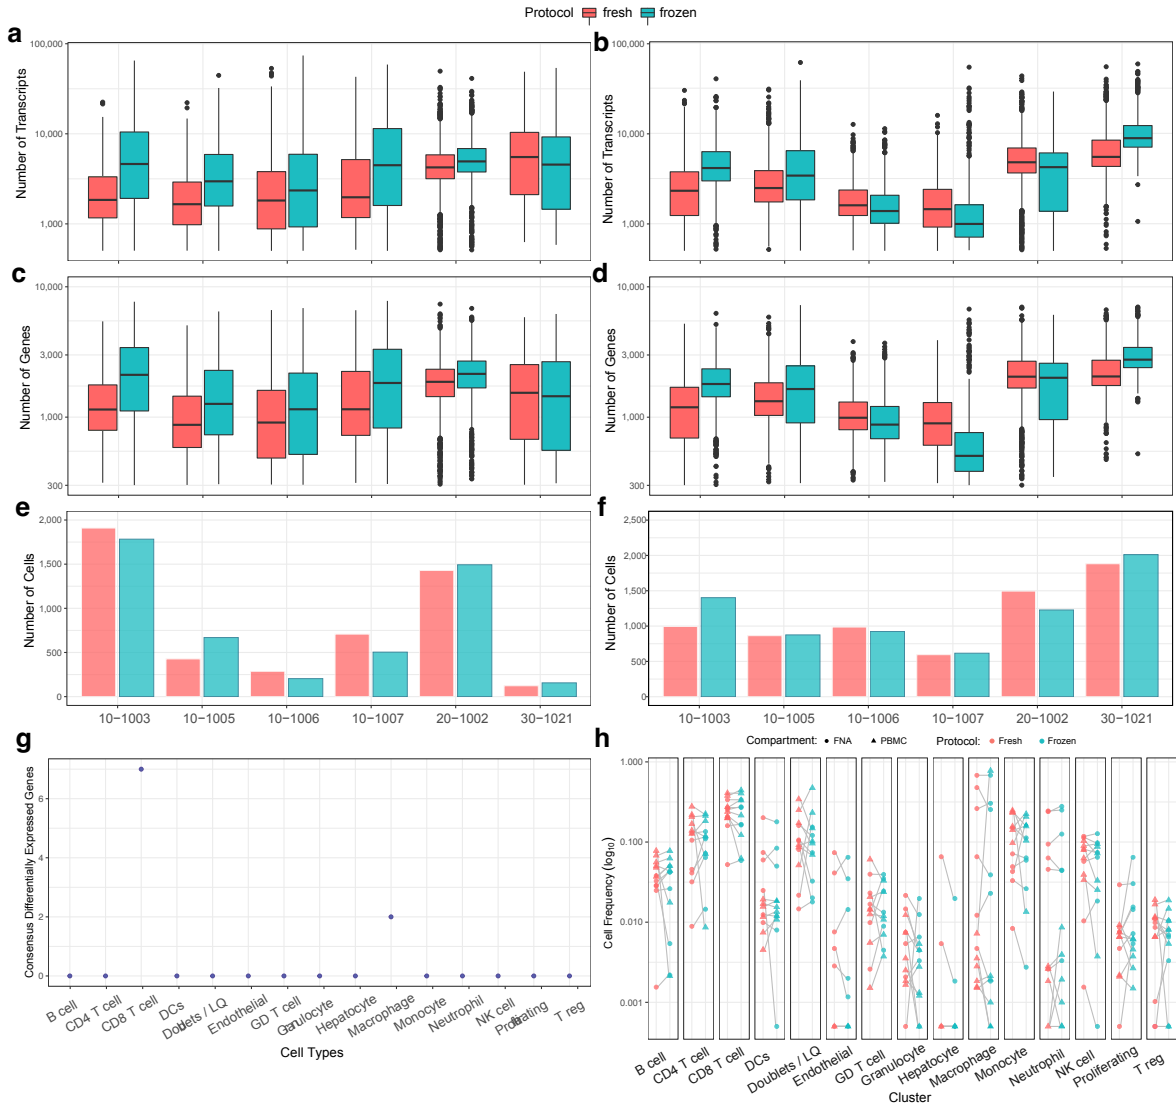 Protocol fresh frozen
a
Number of Transcripts
100,000
10,000
1,000
b
Number of Transcripts
100,000
10,000
1,000
c
Number of Genes
10,000
3,000
1,000
300
d
Number of Genes
10,000
3,000
1,000
300
e
Number of Cells
2,000
1,500
1,000
500
0
10−1003 10−1005 10−1006 10−1007 20−1002 30−1021
f
Number of Cells
2,500
2,000
1,500
1,000
500
0
10−1003 10−1005 10−1006 10−1007 20−1002 30−1021
g
Consensus Differentially Expressed Genes
6
4
2
0
B cell
CD4 T cell
CD8 T cell
DCs
Doublets / LQ
Endothelial
GD T cell
Granulocyte
Hepatocyte
Macrophage
Monocyte
Neutrophil
NK cell
Proliferating
T reg
Cell Types
h
Compartment: FNA PBMC Protocol: Fresh Frozen
Cell Frequency (log10)
1.000
0.100
0.010
0.001
B cell
CD4 T cell
CD8 T cell
DCs
Doublets / LQ
Endothelial
GD T cell
Granulocyte
Hepatocyte
Macrophage
Monocyte
Neutrophil
NK cell
Proliferating
T reg
Cluster